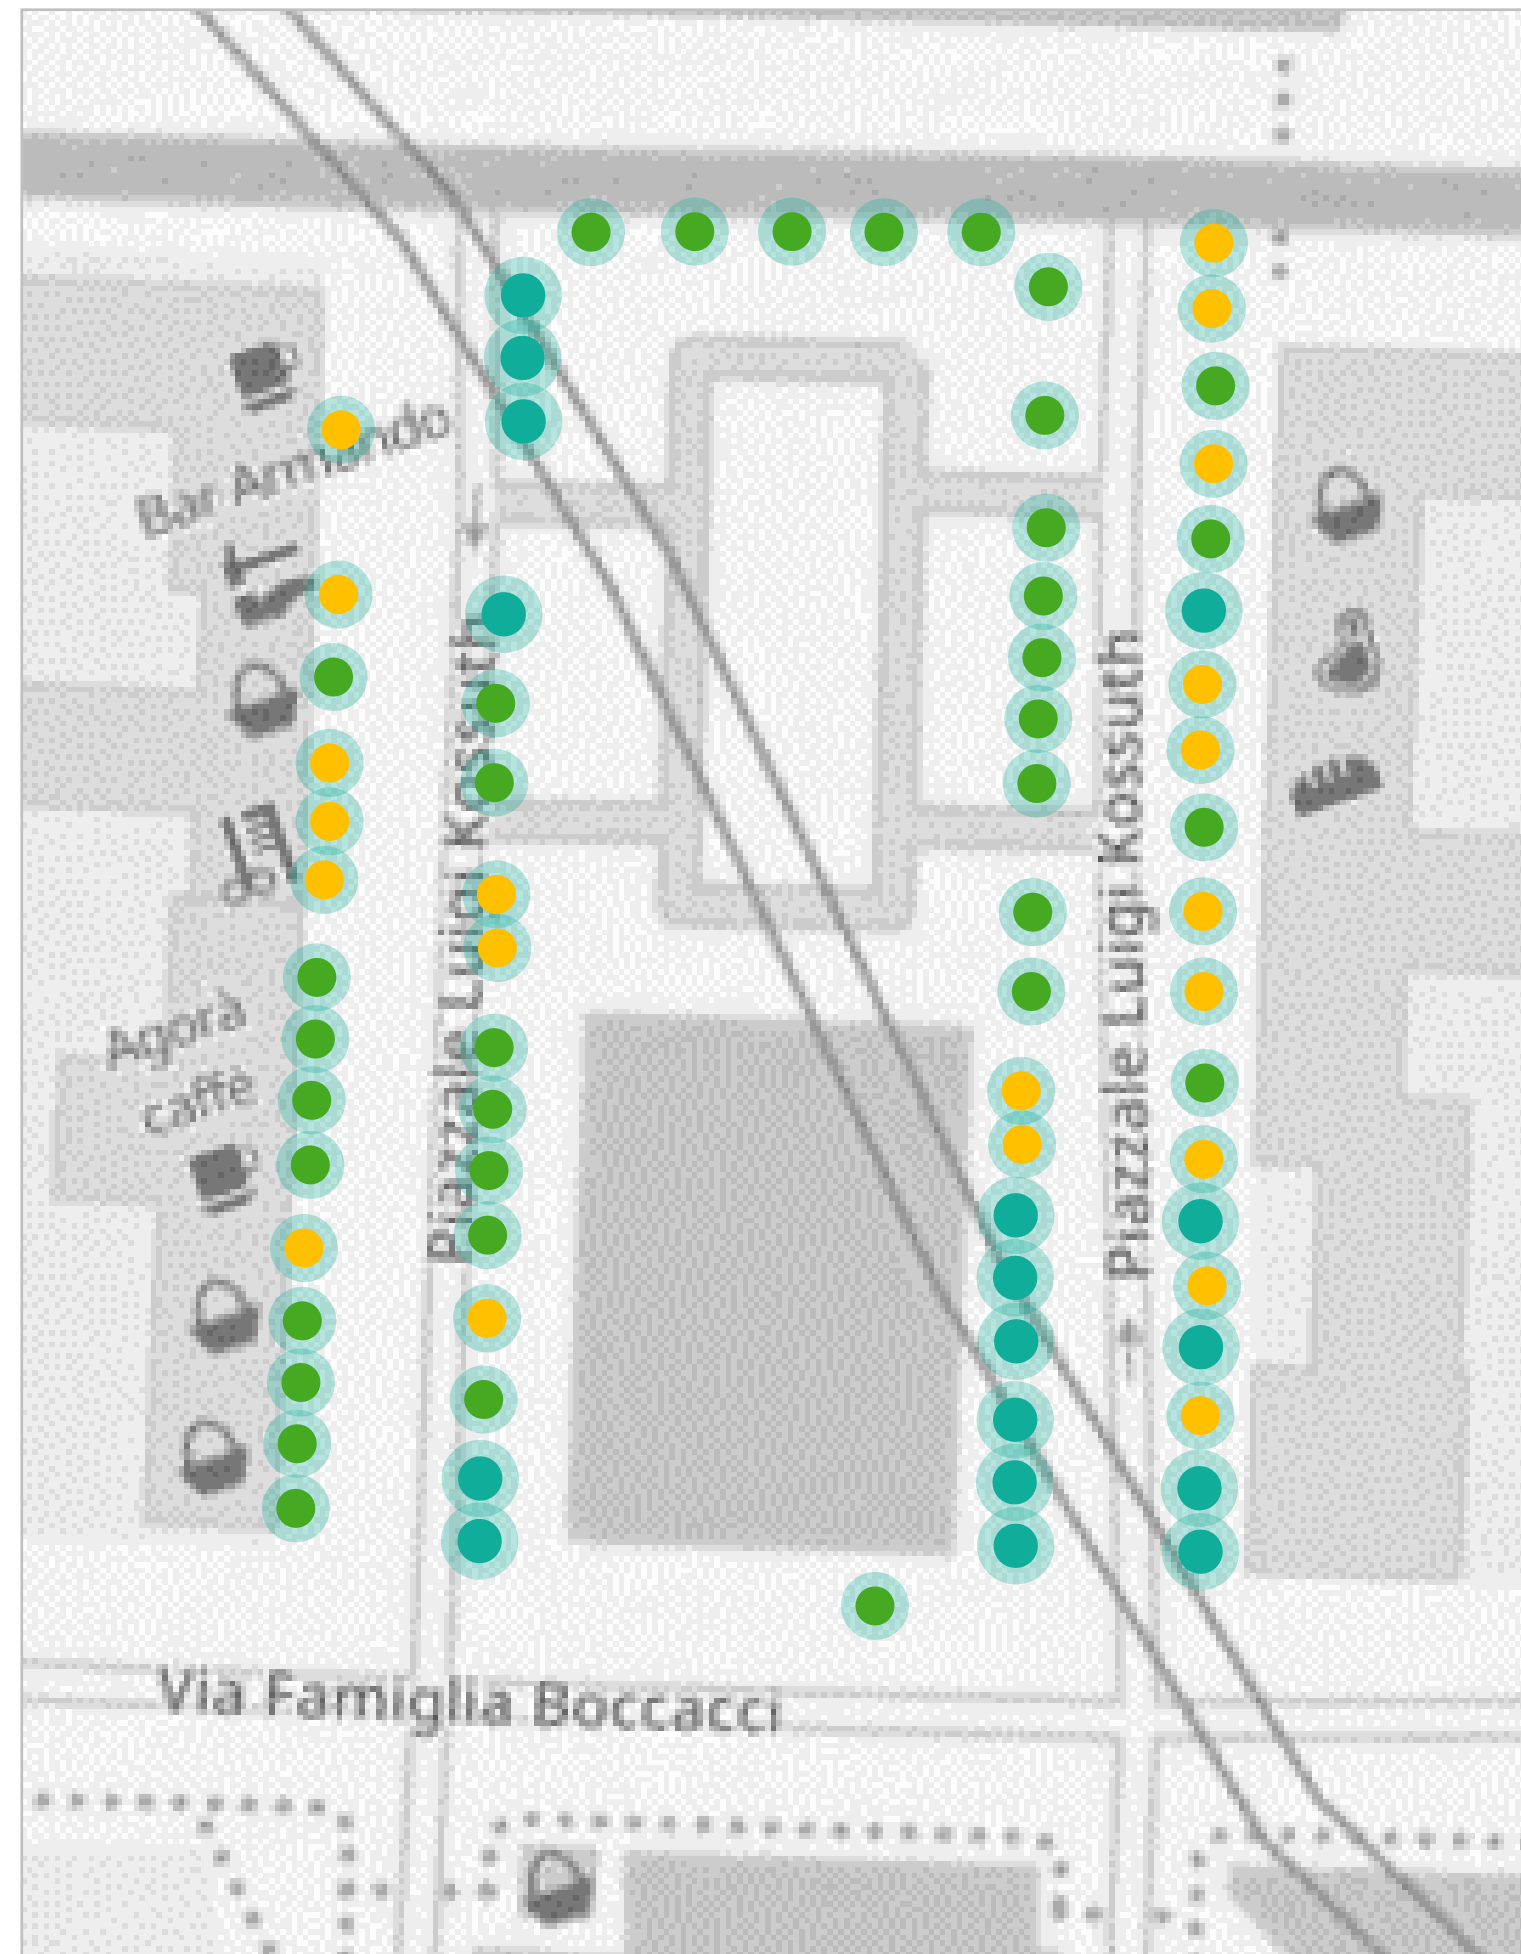 Bar Armando
Piazzale Luigi Kossuth
Piazzale Luigi Kossuth
Agorà
caffè
Via Famiglia Boccacci